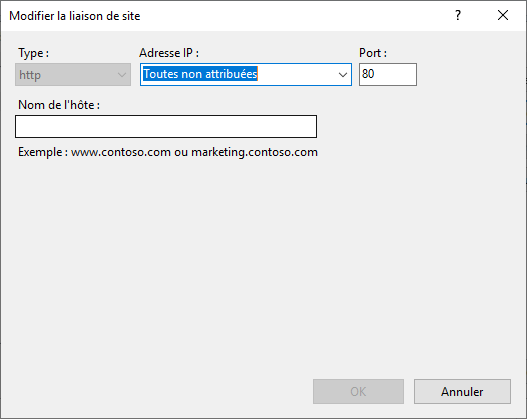 Modifier la liaison de site
?
Type :
Adresse IP :
Port :
http
Toutes non attribuées
80
Nom de l'hôte :
Exemple : www.contoso.com ou marketing.contoso.com
OK
Annuler